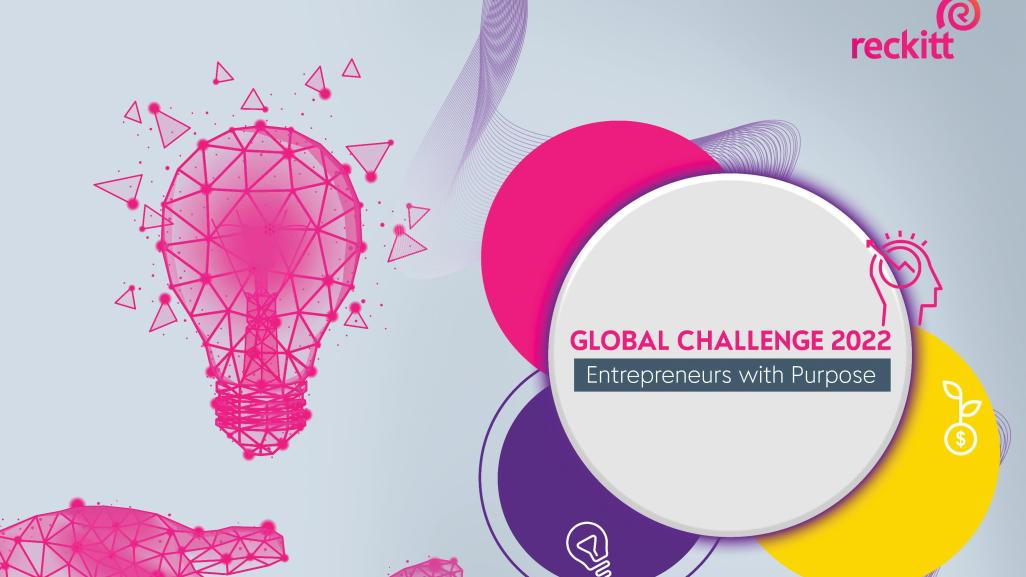 reckitt
GLOBAL CHALLENGE 2022
Entrepreneurs with Purpose
$